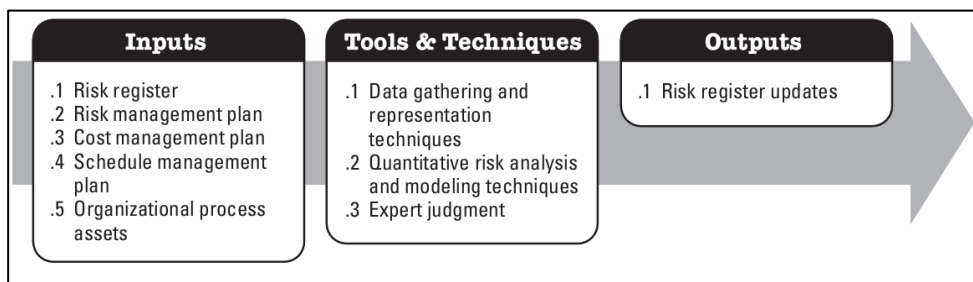 Inputs
.1 Risk register
.2 Risk management plan
.3 Cost management plan
.4 Schedule management
plan
.5 Organizational process
assets
Tools & Techniques
.1 Data gathering and
representation
techniques
.2 Quantitative risk analysis
and modeling techniques
.3 Expert judgment
Outputs
.1 Risk register updates